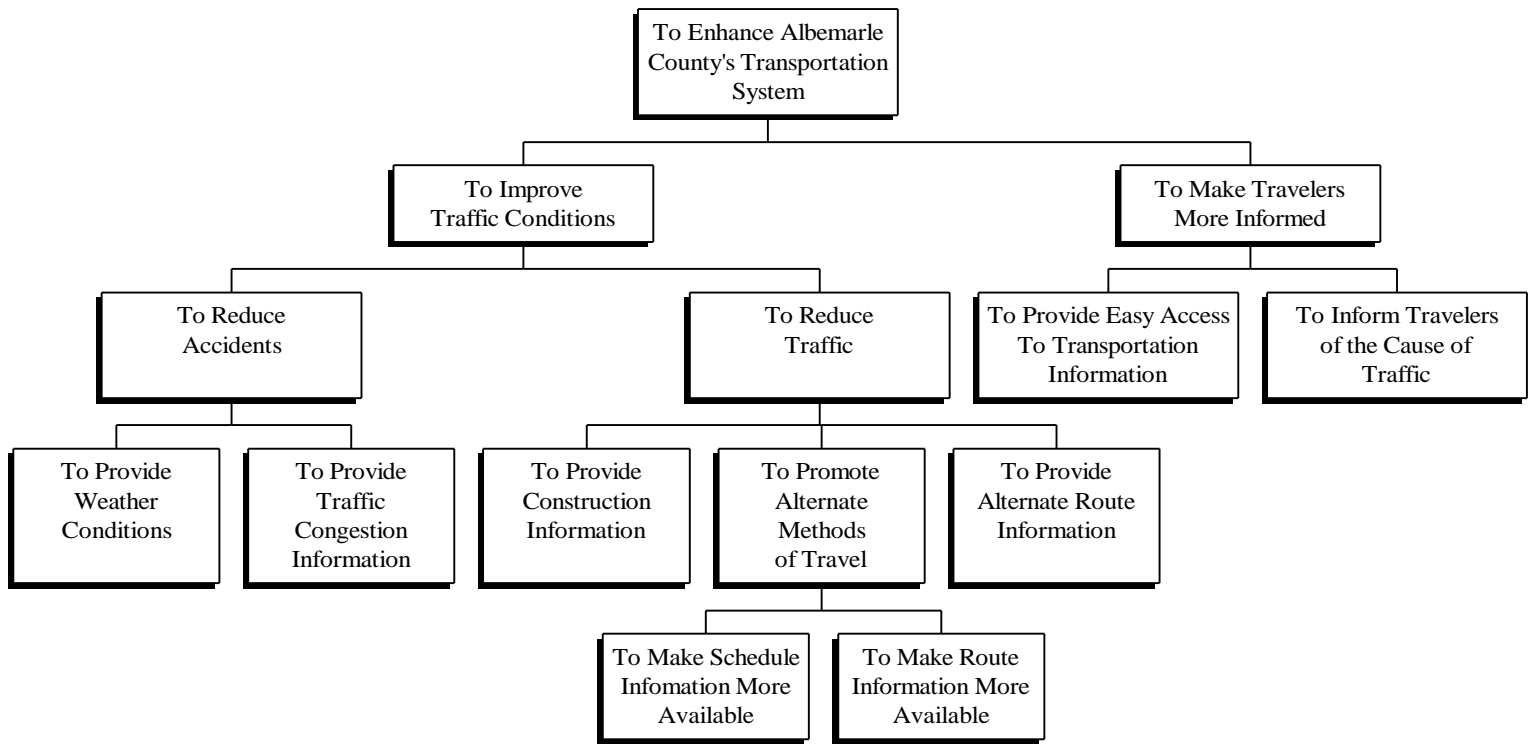 To Enhance Albemarle
County's Transportation
System
To Improve
Traffic Conditions
To Make Travelers
More Informed
To Reduce
Accidents
To Reduce
Traffic
To Provide Easy Access
To Transportation
Information
To Inform Travelers
of the Cause of
Traffic
To Provide
Weather
Conditions
To Provide
Traffic
Congestion
Information
To Provide
Construction
Information
To Promote
Alternate
Methods
of Travel
To Provide
Alternate Route
Information
To Make Schedule
Infomation More
Available
To Make Route
Information More
Available